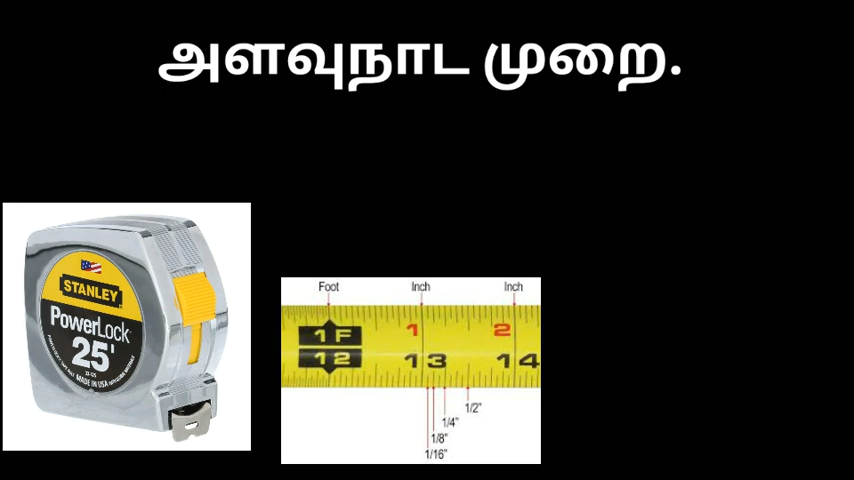 அளவுநாட முறை.
STANLEY
PowerLock
25'
MADE IN USA
Foot
Inch
Inch
1F
1
2
12
13
14
1/2"
1/4"
1/8"
1/16"